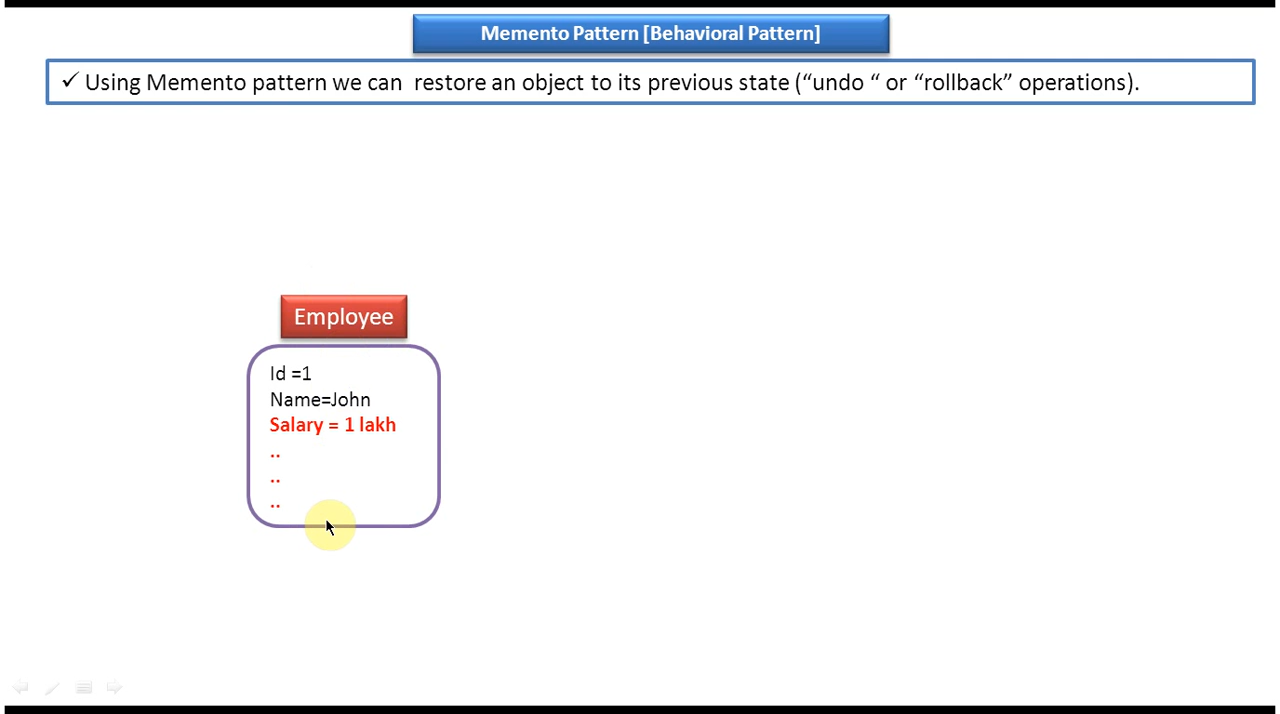 Memento Pattern [Behavioral Pattern]
✓ Using Memento pattern we can  restore an object to its previous state (“undo “ or “rollback” operations).
Employee
Id =1
Name=John
Salary = 1 lakh
..
..
..